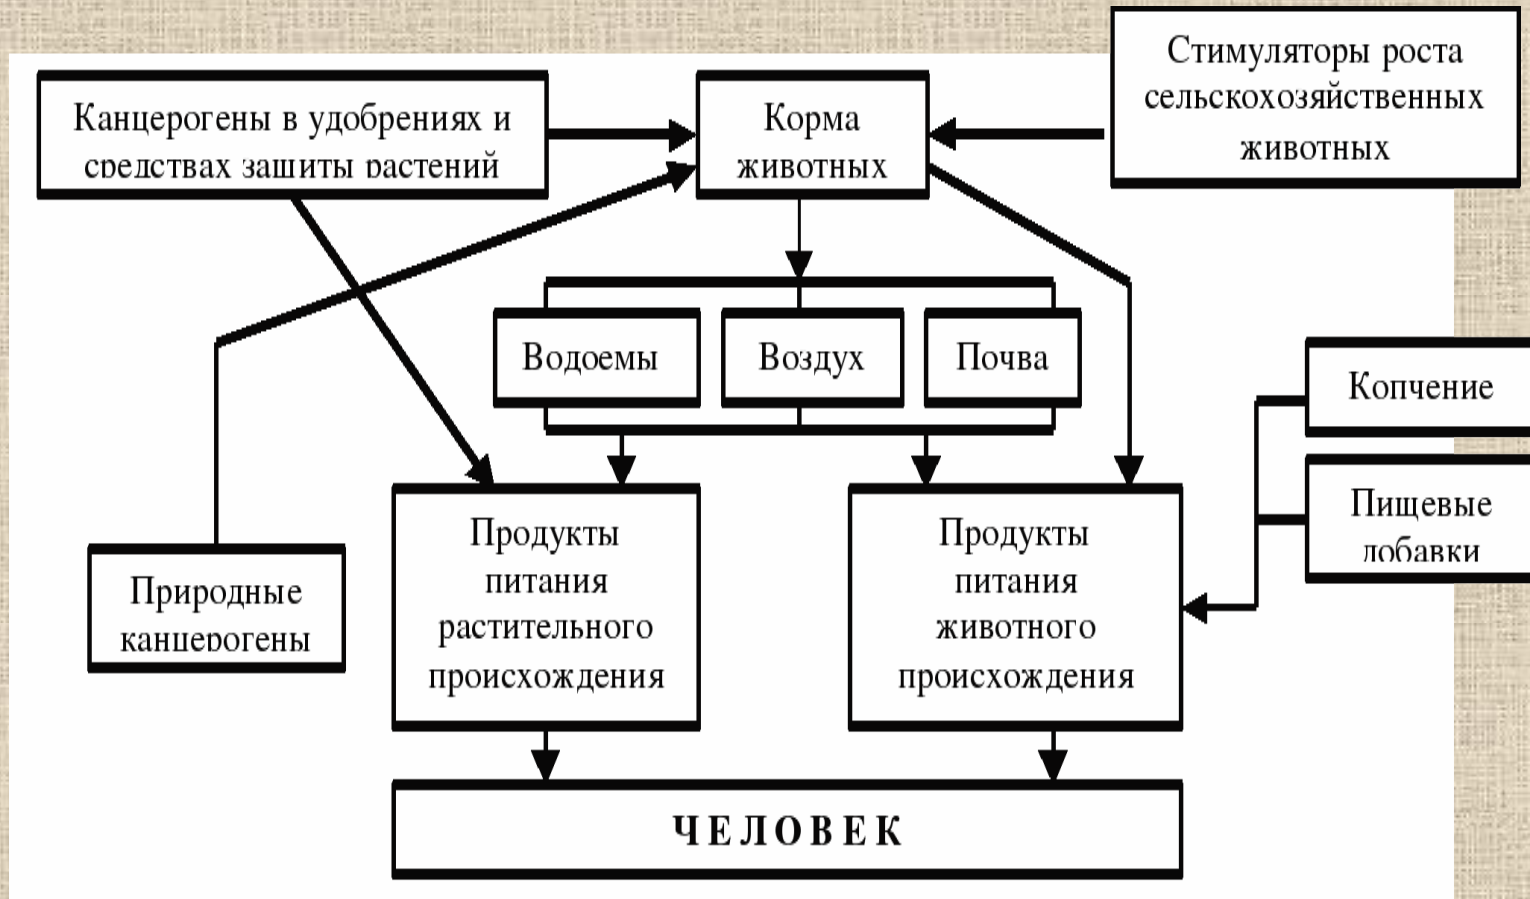 Стимуляторы роста
сельскохозяйственных
животных
Канцерогены в удобрениях и
средствах защиты растений
Корма
животных
Водоемы
Воздух
Почва
Копчение
Пищевые
добавки
Природные
канцерогены
Продукты
питания
растительного
происхождения
Продукты
питания
животного
происхождения
ЧЕЛОВЕК